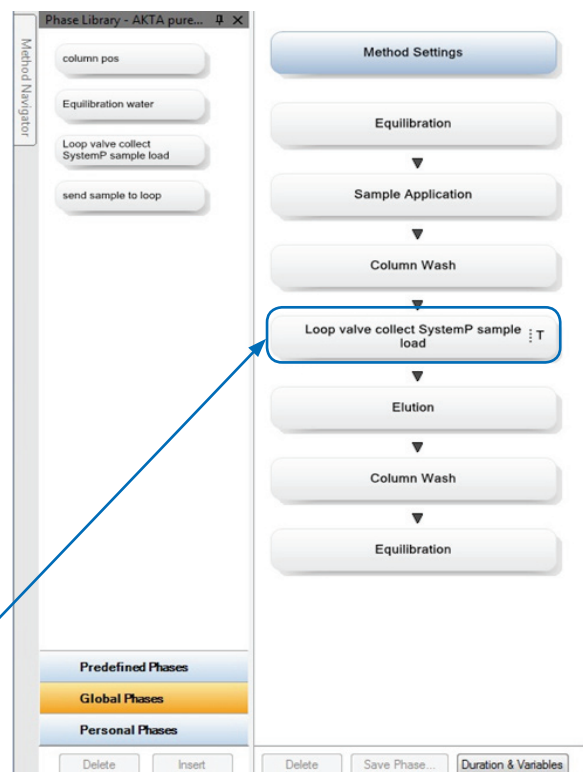 Phase Library - AKTA pure...
Method Navigator
column pos
Equilibration water
Loop valve collect
SystemP sample load
send sample to loop
Predefined Phases
Global Phases
Personal Phases
Delete Insert
Method Settings
Equilibration
Sample Application
Column Wash
Loop valve collect SystemP sample
load
T
Elution
Column Wash
Equilibration
Delete Save Phase... Duration & Variables